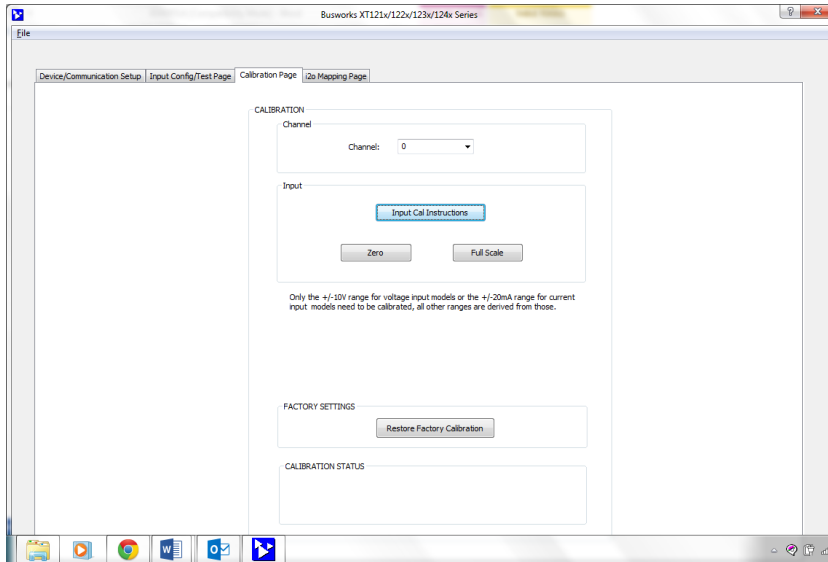 Busworks XT121x/122x/123x/124x Series
File
Device/Communication Setup Input Config/Test Page Calibration Page i2o Mapping Page
CALIBRATION
Channel
Channel: 0
Input
Input Cal Instructions
Zero Full Scale
Only the +/-10V range for voltage input models or the +/-20mA range for current
input models need to be calibrated, all other ranges are derived from those.
FACTORY SETTINGS
Restore Factory Calibration
CALIBRATION STATUS